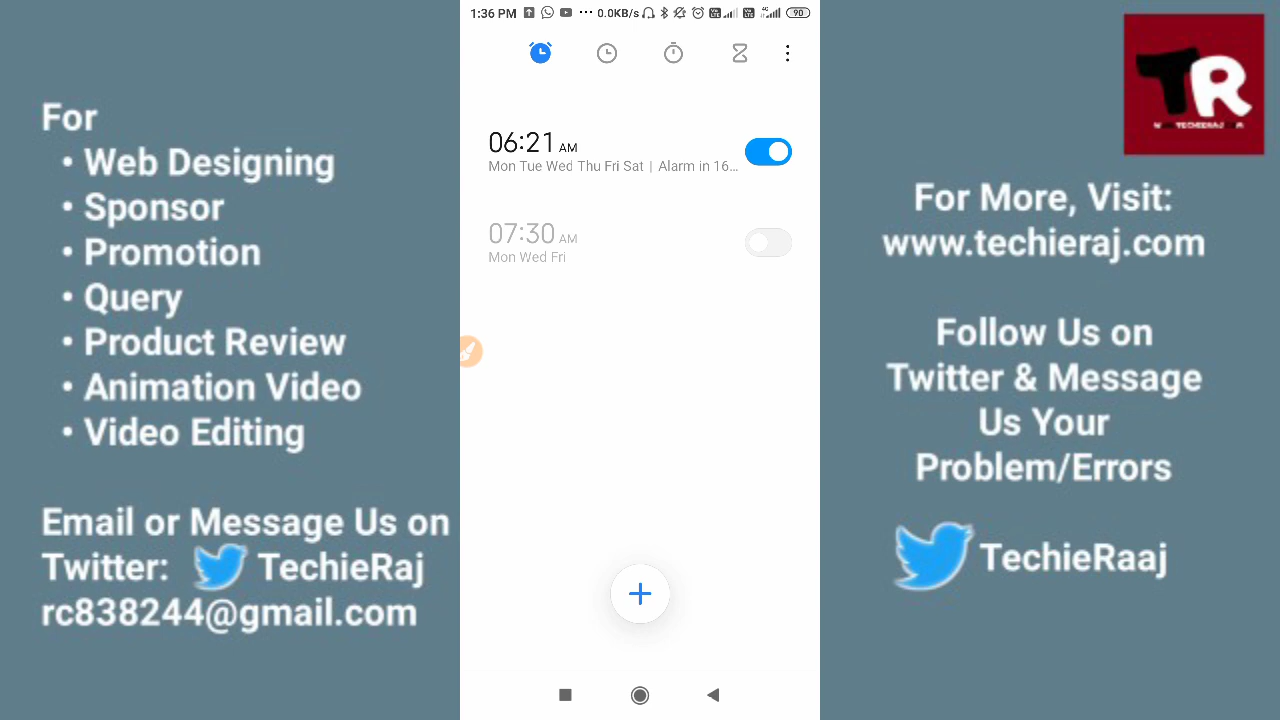 For
• Web Designing
• Sponsor
• Promotion
• Query
• Product Review
• Animation Video
• Video Editing
Email or Message Us on
Twitter: TechieRaj
rc838244@gmail.com
1:36 PM ··· 0.0KB/s 4G 90
06:21 AM
Mon Tue Wed Thu Fri Sat | Alarm in 16...
07:30 AM
Mon Wed Fri
TR
For More, Visit:
www.techieraj.com
Follow Us on
Twitter & Message
Us Your
Problem/Errors
TechieRaaj